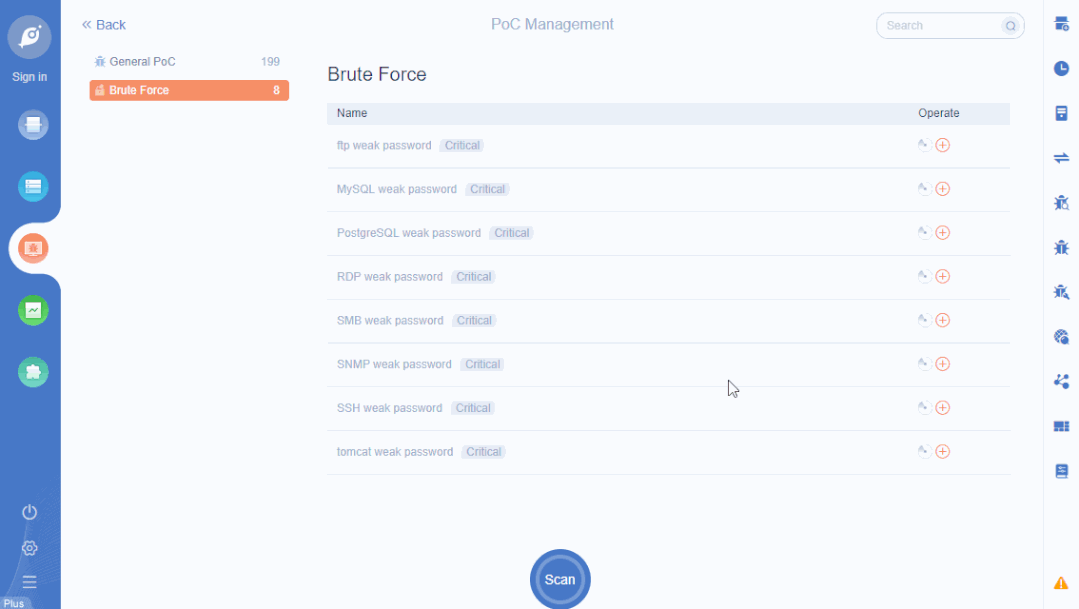 « Back
PoC Management
Search
Sign in
General PoC 199
Brute Force 8
Brute Force
Name Operate
ftp weak password Critical
MySQL weak password Critical
PostgreSQL weak password Critical
RDP weak password Critical
SMB weak password Critical
SNMP weak password Critical
SSH weak password Critical
tomcat weak password Critical
Scan
Plus